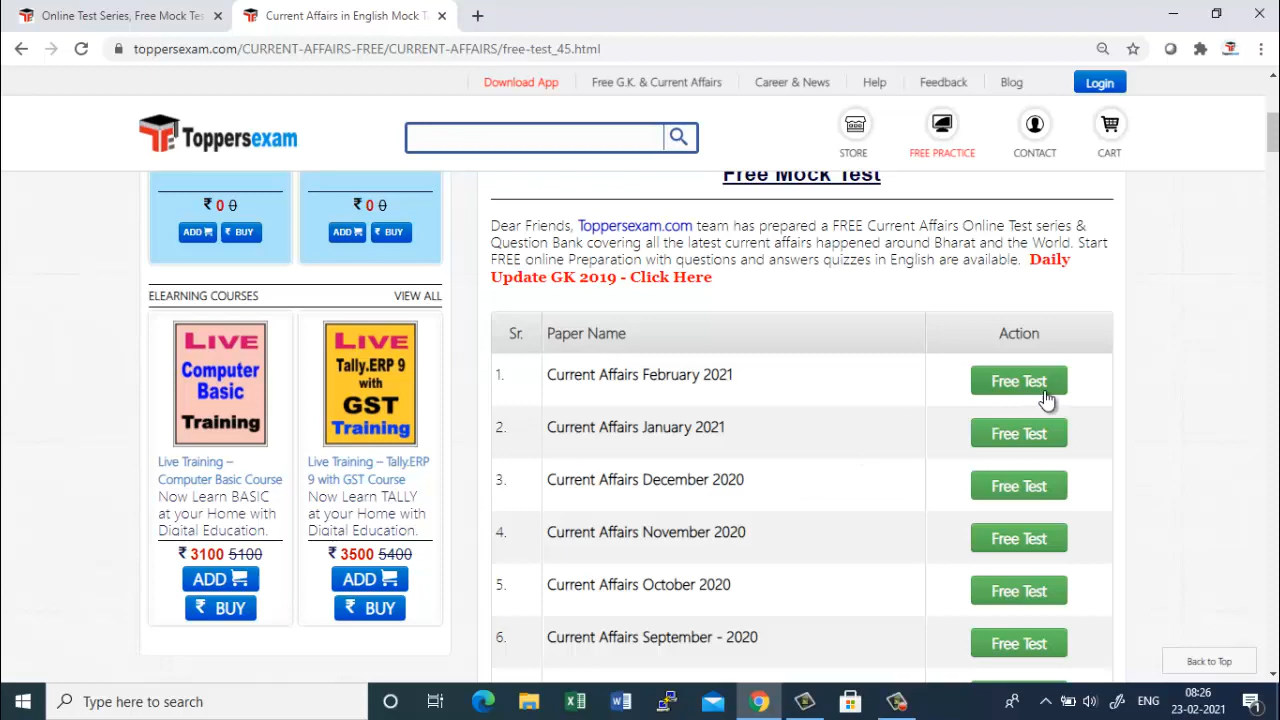 Online Test Series, Free Mock Tes
Current Affairs in English Mock T
toppersexam.com/CURRENT-AFFAIRS-FREE/CURRENT-AFFAIRS/free-test_45.html
Download App
Free G.K. & Current Affairs
Career & News
Help
Feedback
Blog
Login
Toppersexam
STORE
FREE PRACTICE
CONTACT
CART
₹ 0 0
₹ 0 0
ADD
₹ BUY
ADD
₹ BUY
ELEARNING COURSES
VIEW ALL
LIVE
Computer
Basic
Training
LIVE
Tally.ERP 9
with
GST
Training
Live Training –
Computer Basic Course
Now Learn BASIC
at your Home with
Digital Education.
₹ 3100 5100
ADD
₹ BUY
Live Training – Tally.ERP
9 with GST Course
Now Learn TALLY
at your Home with
Digital Education.
₹ 3500 5400
ADD
₹ BUY
Free Mock Test
Dear Friends, Toppersexam.com team has prepared a FREE Current Affairs Online Test series &
Question Bank covering all the latest current affairs happened around Bharat and the World. Start
FREE online Preparation with questions and answers quizzes in English are available. Daily
Update GK 2019 - Click Here
Sr. Paper Name Action
1. Current Affairs February 2021 Free Test
2. Current Affairs January 2021 Free Test
3. Current Affairs December 2020 Free Test
4. Current Affairs November 2020 Free Test
5. Current Affairs October 2020 Free Test
6. Current Affairs September - 2020 Free Test
Back to Top
Type here to search
ENG
08:26
23-02-2021
1